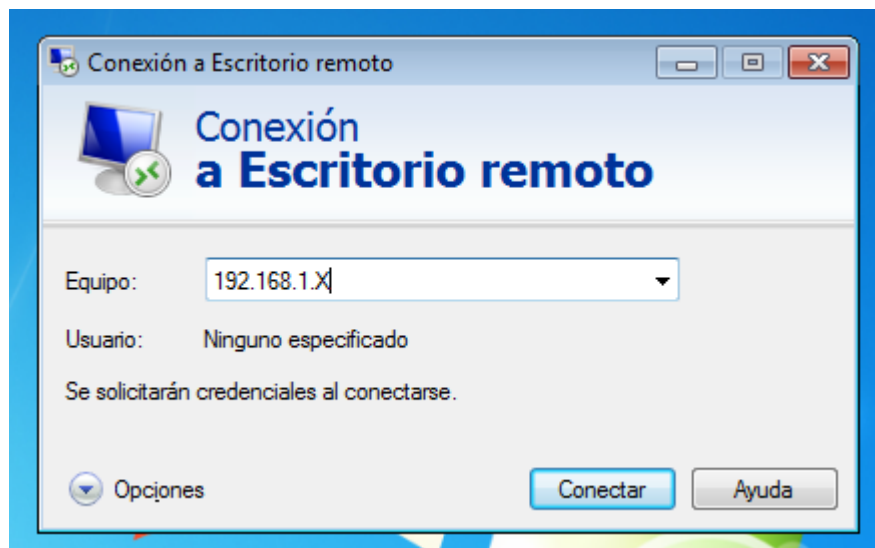 Conexión a Escritorio remoto
Conexión
a Escritorio remoto
Equipo: 192.168.1.X
Usuario: Ninguno especificado
Se solicitarán credenciales al conectarse.
Opciones Conectar Ayuda